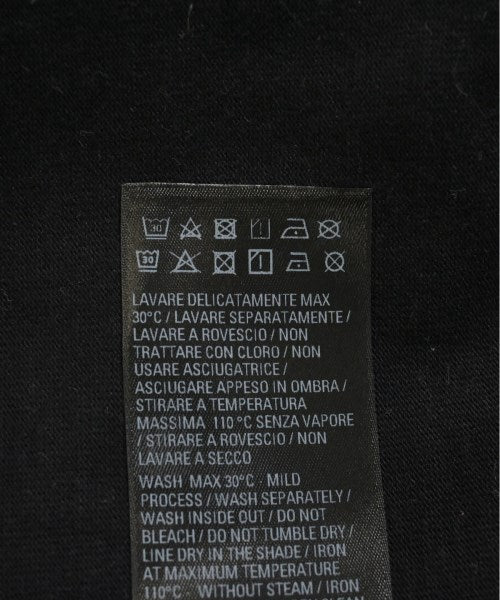 30
30
LAVARE DELICATAMENTE MAX
30°C / LAVARE SEPARATAMENTE /
LAVARE A ROVESCIO / NON
TRATTARE CON CLORO / NON
USARE ASCIUGATRICE /
ASCIUGARE APPESO IN OMBRA /
STIRARE A TEMPERATURA
MASSIMA 110°C SENZA VAPORE
/ STIRARE A ROVESCIO / NON
LAVARE A SECCO
WASH MAX 30°C - MILD
PROCESS / WASH SEPARATELY /
WASH INSIDE OUT / DO NOT
BLEACH / DO NOT TUMBLE DRY /
LINE DRY IN THE SHADE / IRON
AT MAXIMUM TEMPERATURE
110°C WITHOUT STEAM / IRON